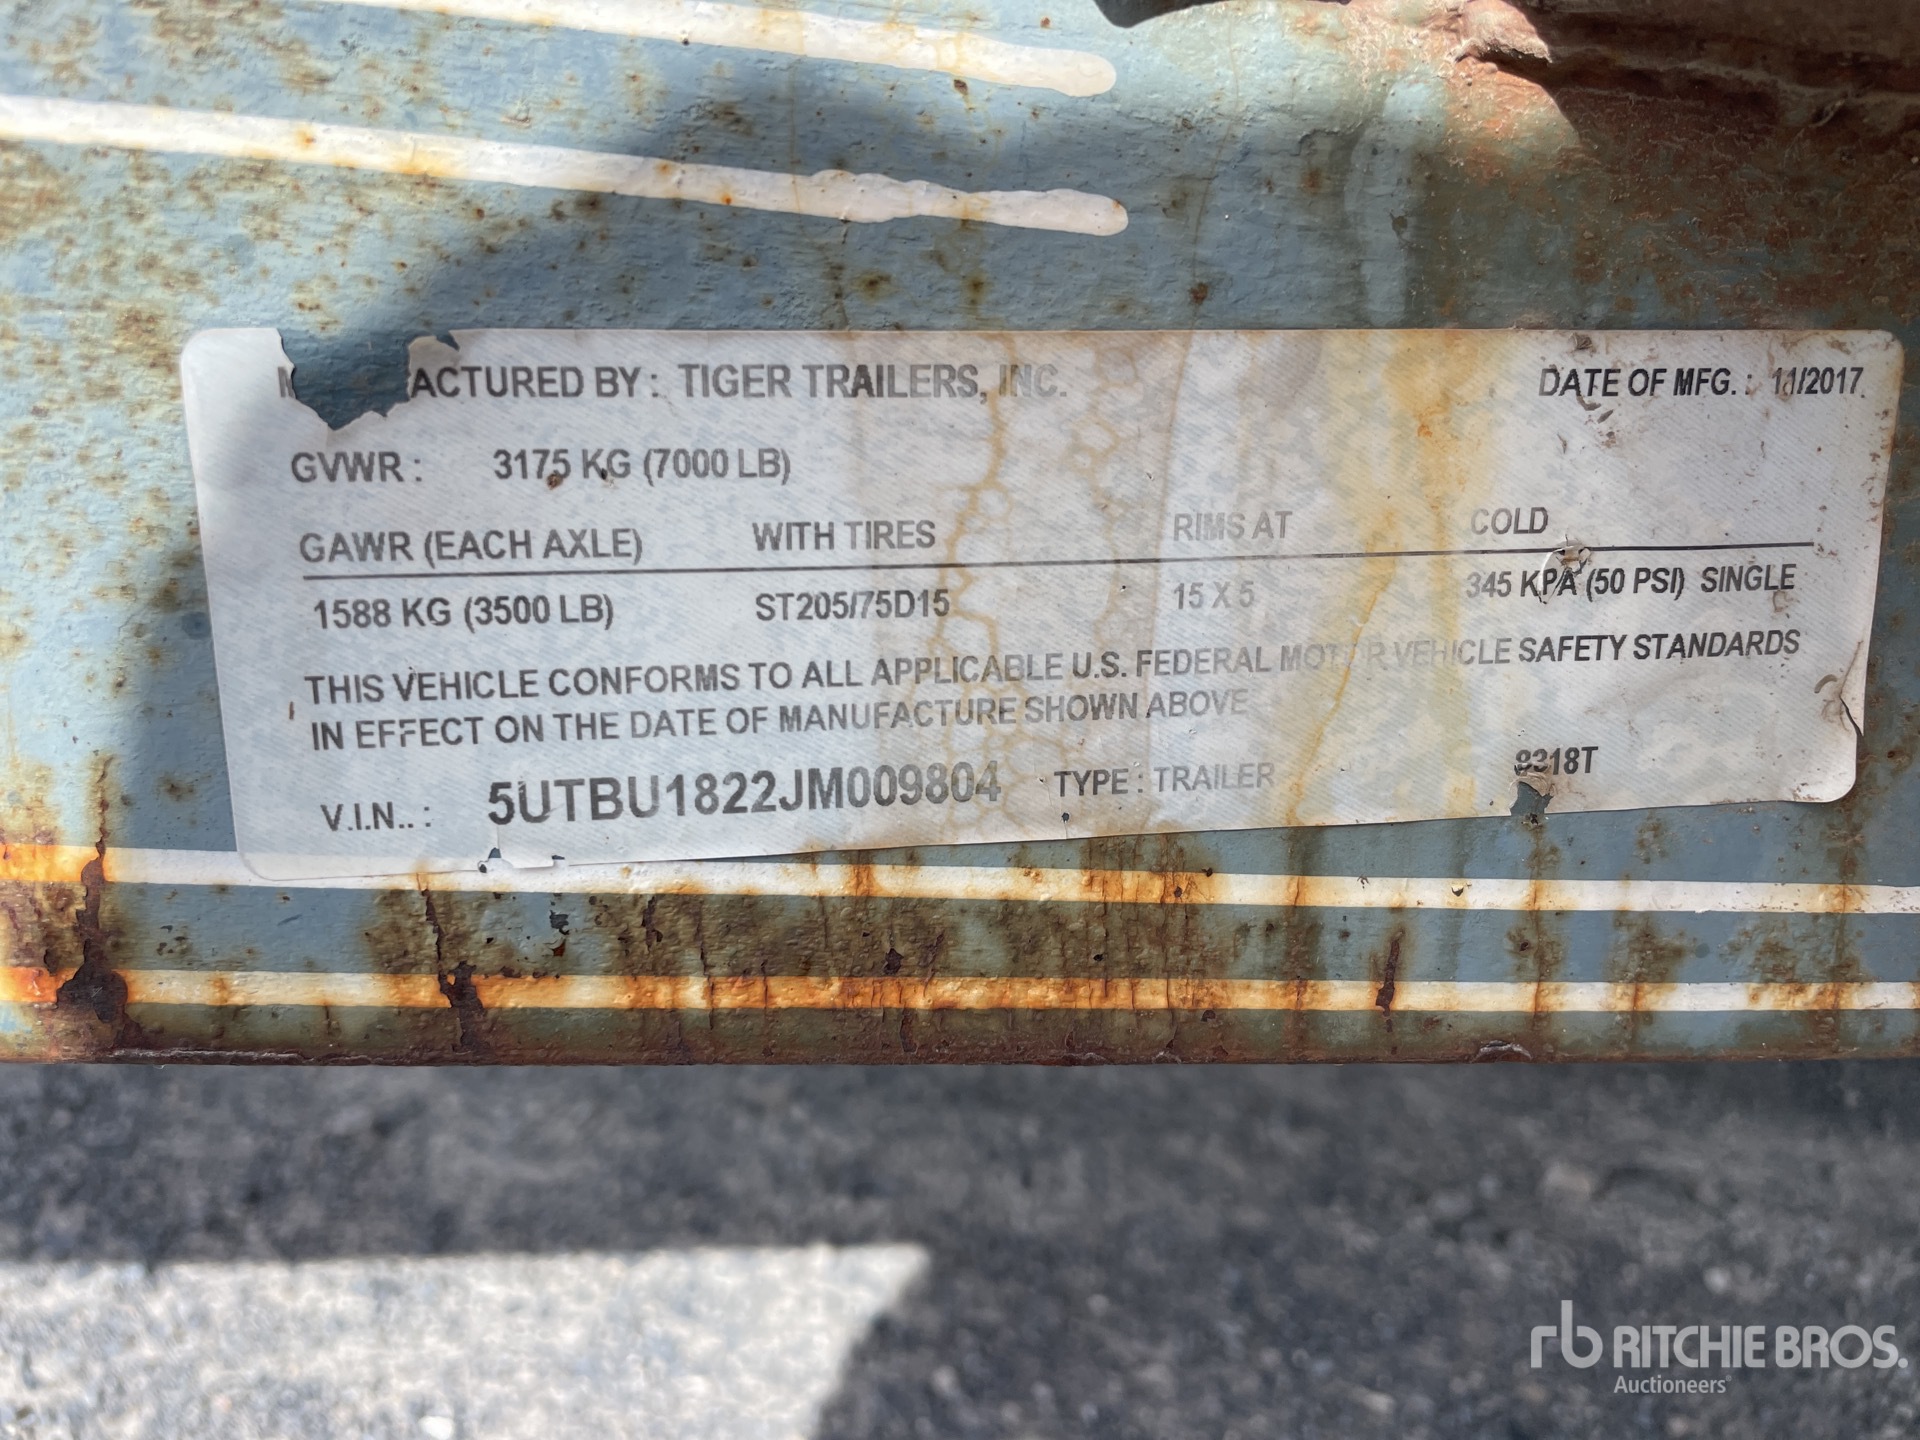 ACTURED BY : TIGER TRAILERS, INC. DATE OF MFG. : 11/2017
GVWR : 3175 KG (7000 LB)
GAWR (EACH AXLE) WITH TIRES RIMS AT COLD
1588 KG (3500 LB) ST205/75D15 15 X 5 345 KPA (50 PSI) SINGLE
THIS VEHICLE CONFORMS TO ALL APPLICABLE U.S. FEDERAL MOTOR VEHICLE SAFETY STANDARDS
IN EFFECT ON THE DATE OF MANUFACTURE SHOWN ABOVE
V.I.N.. : 5UTBU1822JM009804 TYPE : TRAILER 8318T
rb RITCHIE BROS.
Auctioneers